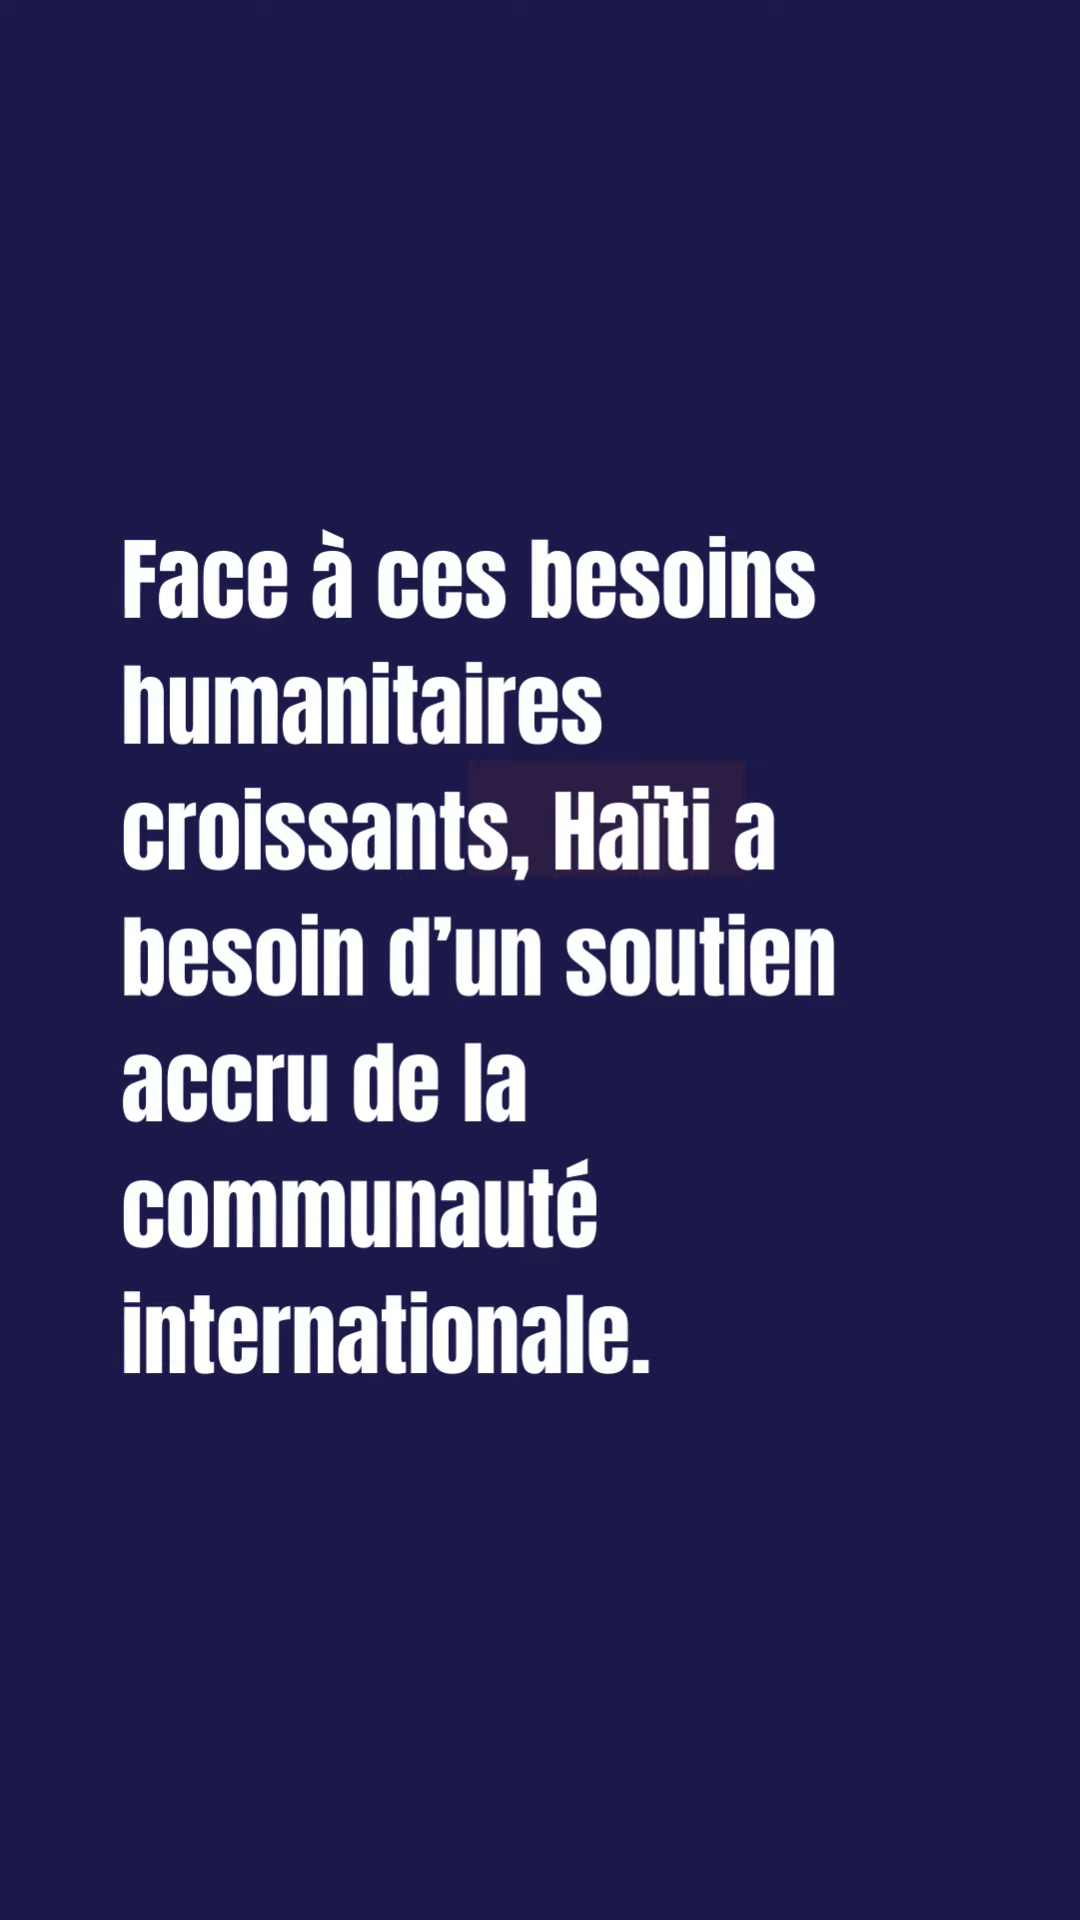 Face à ces besoins
humanitaires
croissants, Haïti a
besoin d’un soutien
accru de la
communauté
internationale.